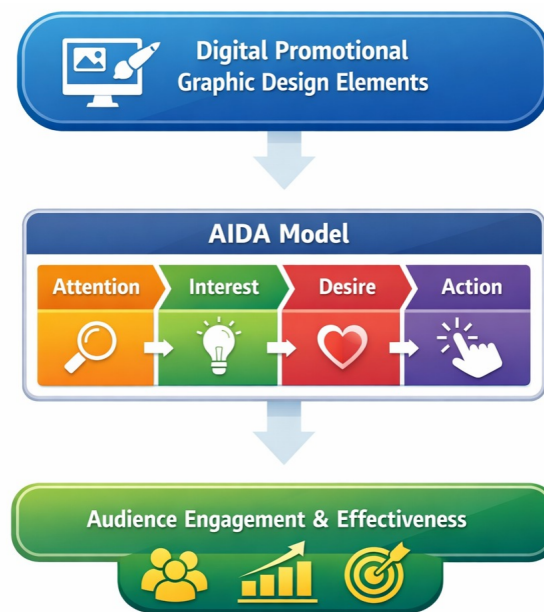 Digital Promotional
Graphic Design Elements
AIDA Model
Attention
Interest
Desire
Action
Audience Engagement & Effectiveness